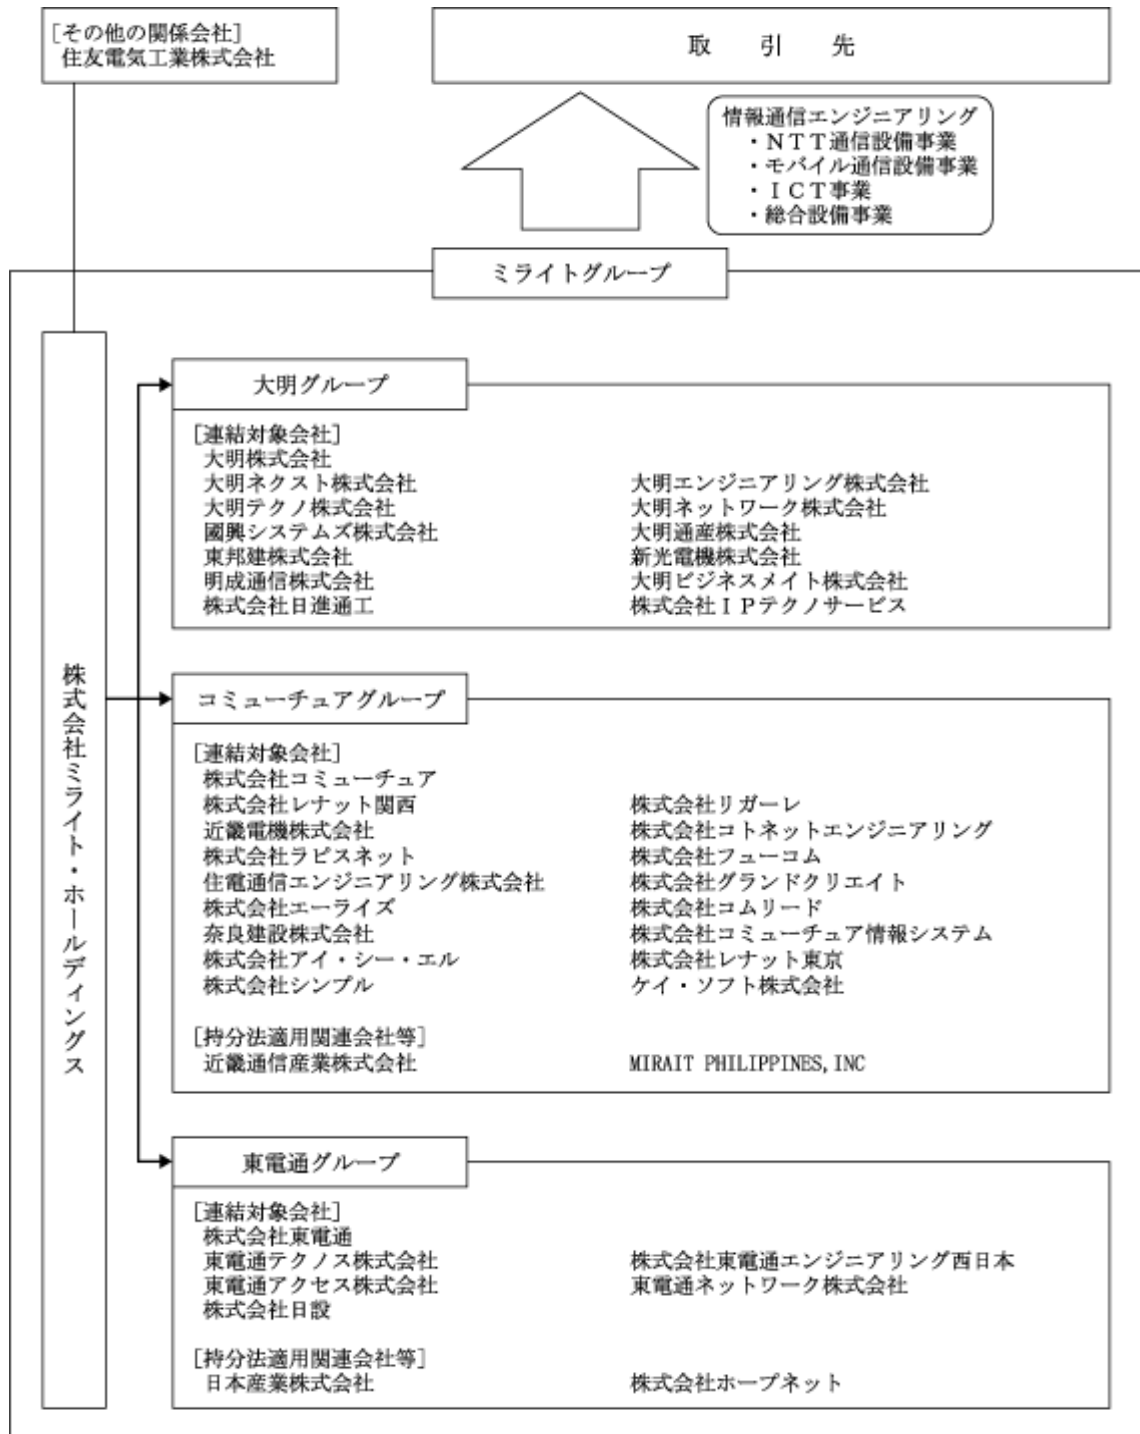 [その他の関係会社]
住友電気工業株式会社
取引先
情報通信エンジニアリング
・NTT通信設備事業
・モバイル通信設備事業
・ICT事業
・総合設備事業
ミライトグループ
株式会社ミライト・ホールディングス
大明グループ
[連結対象会社]
大明株式会社
大明ネクスト株式会社 大明エンジニアリング株式会社
大明テクノ株式会社 大明ネットワーク株式会社
國興システムズ株式会社 大明通産株式会社
東邦建株式会社 新光電機株式会社
明成通信株式会社 大明ビジネスメイト株式会社
株式会社日進通工 株式会社IPテクノサービス
コミューチュアグループ
[連結対象会社]
株式会社コミューチュア
株式会社レナット関西 株式会社リガーレ
近畿電機株式会社 株式会社コトネットエンジニアリング
株式会社ラピスネット 株式会社フューコム
住電通信エンジニアリング株式会社 株式会社グランドクリエイト
株式会社エーライズ 株式会社コムリード
奈良建設株式会社 株式会社コミューチュア情報システム
株式会社アイ・シー・エル 株式会社レナット東京
株式会社シンプル ケイ・ソフト株式会社
[持分法適用関連会社等]
近畿通信産業株式会社 MIRAIT PHILIPPINES,INC
東電通グループ
[連結対象会社]
株式会社東電通
東電通テクノス株式会社 株式会社東電通エンジニアリング西日本
東電通アクセス株式会社 東電通ネットワーク株式会社
株式会社日設
[持分法適用関連会社等]
日本産業株式会社 株式会社ホープネット